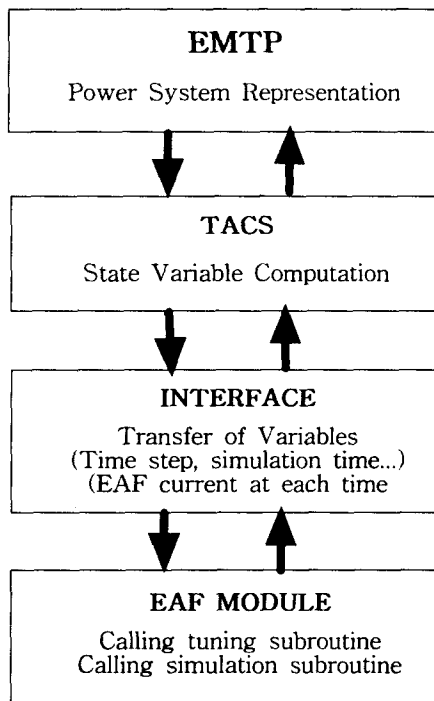 EMTP
Power System Representation
TACS
State Variable Computation
INTERFACE
Transfer of Variables
(Time step, simulation time...)
(EAF current at each time
EAF MODULE
Calling tuning subroutine
Calling simulation subroutine